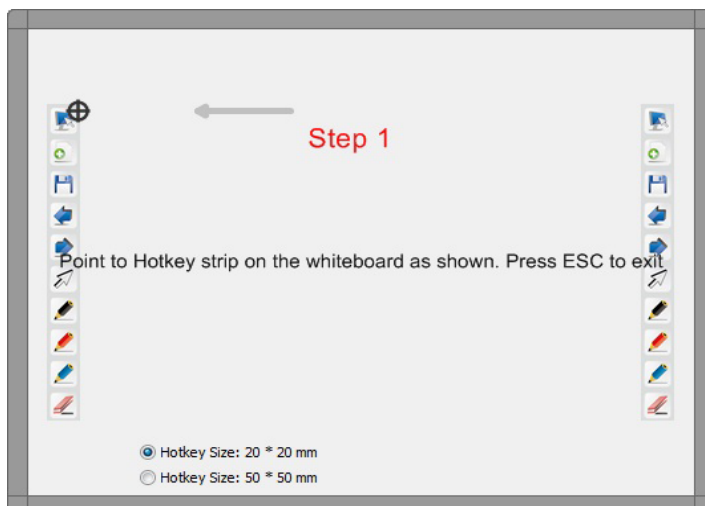 Step 1
Point to Hotkey strip on the whiteboard as shown. Press ESC to exit
Hotkey Size: 20 * 20 mm
Hotkey Size: 50 * 50 mm